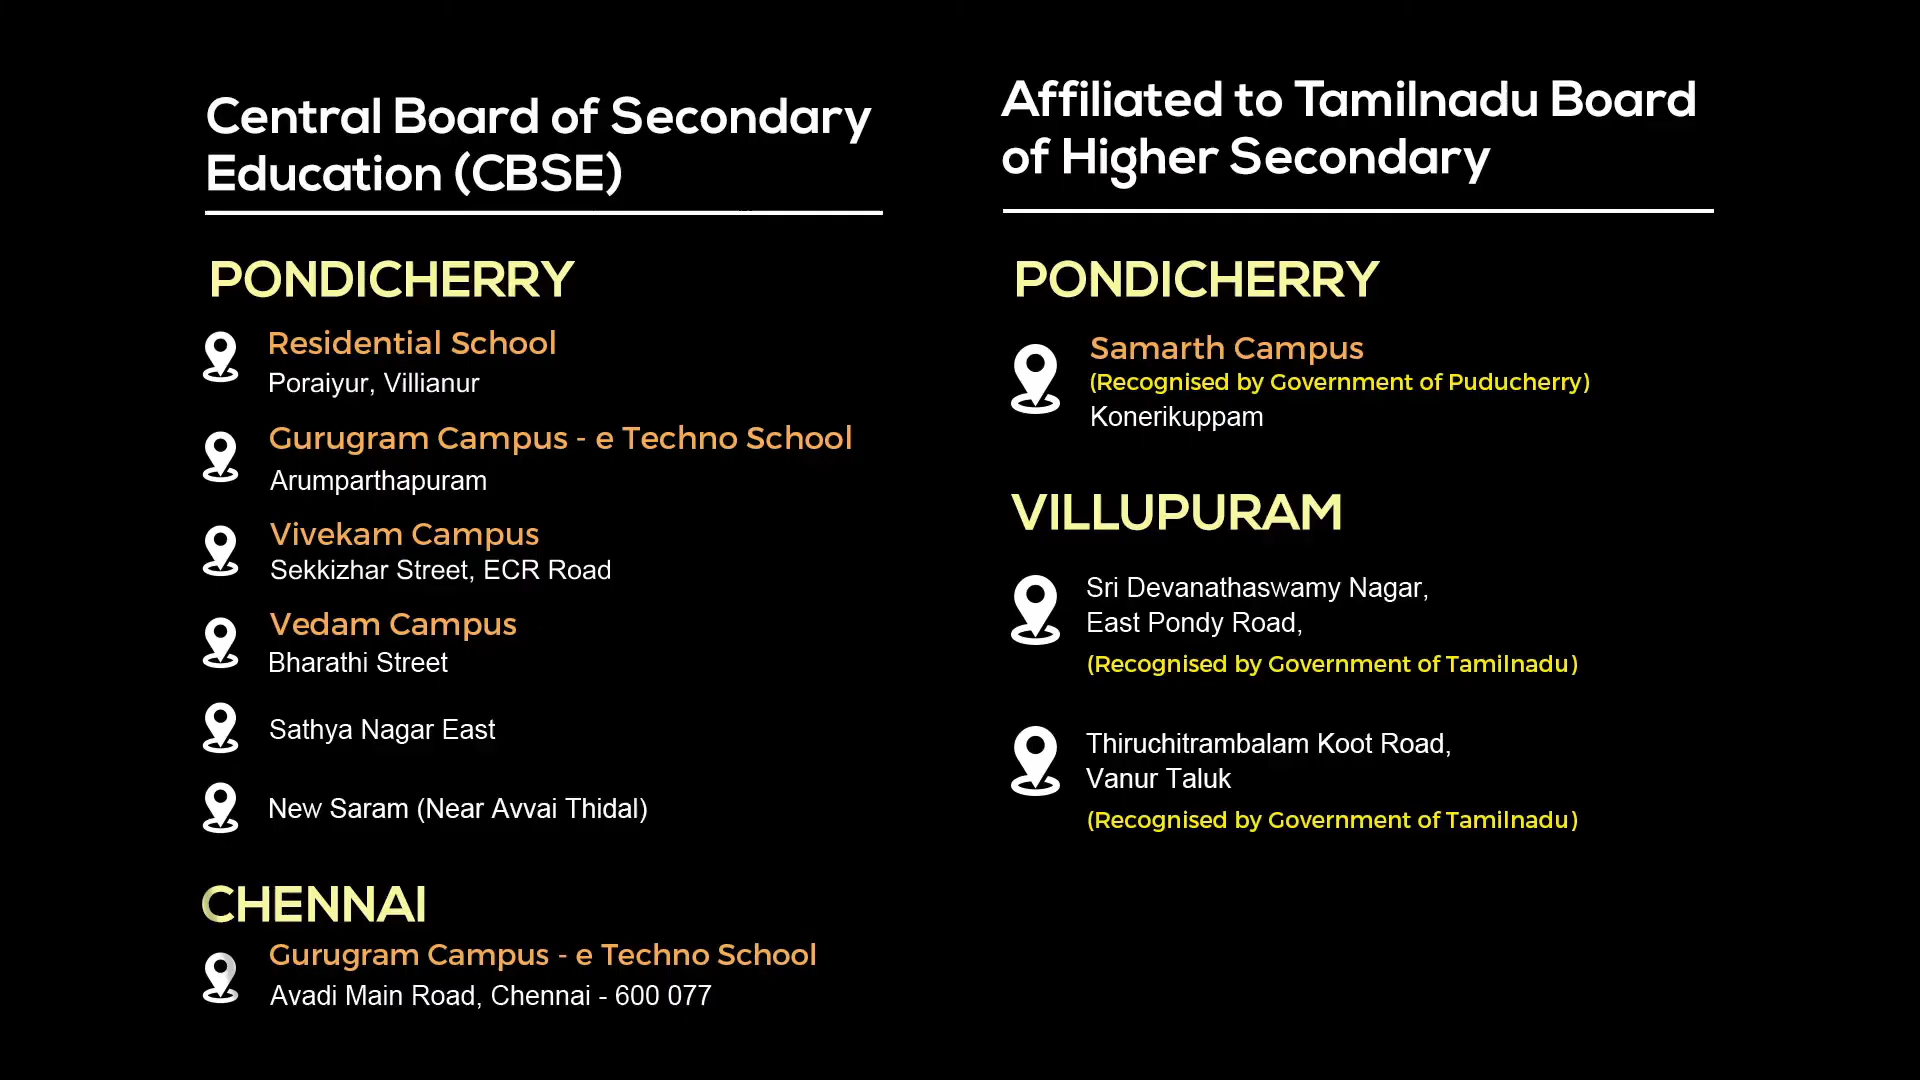 Central Board of Secondary
Education (CBSE)
PONDICHERRY
Residential School
Poraiyur, Villianur
Gurugram Campus - e Techno School
Arumparthapuram
Vivekam Campus
Sekkizhar Street, ECR Road
Vedam Campus
Bharathi Street
Sathya Nagar East
New Saram (Near Avvai Thidal)
CHENNAI
Gurugram Campus - e Techno School
Avadi Main Road, Chennai - 600 077
Affiliated to Tamilnadu Board
of Higher Secondary
PONDICHERRY
Samarth Campus
(Recognised by Government of Puducherry)
Konerikuppam
VILLUPURAM
Sri Devanathaswamy Nagar,
East Pondy Road,
(Recognised by Government of Tamilnadu)
Thiruchitrambalam Koot Road,
Vanur Taluk
(Recognised by Government of Tamilnadu)